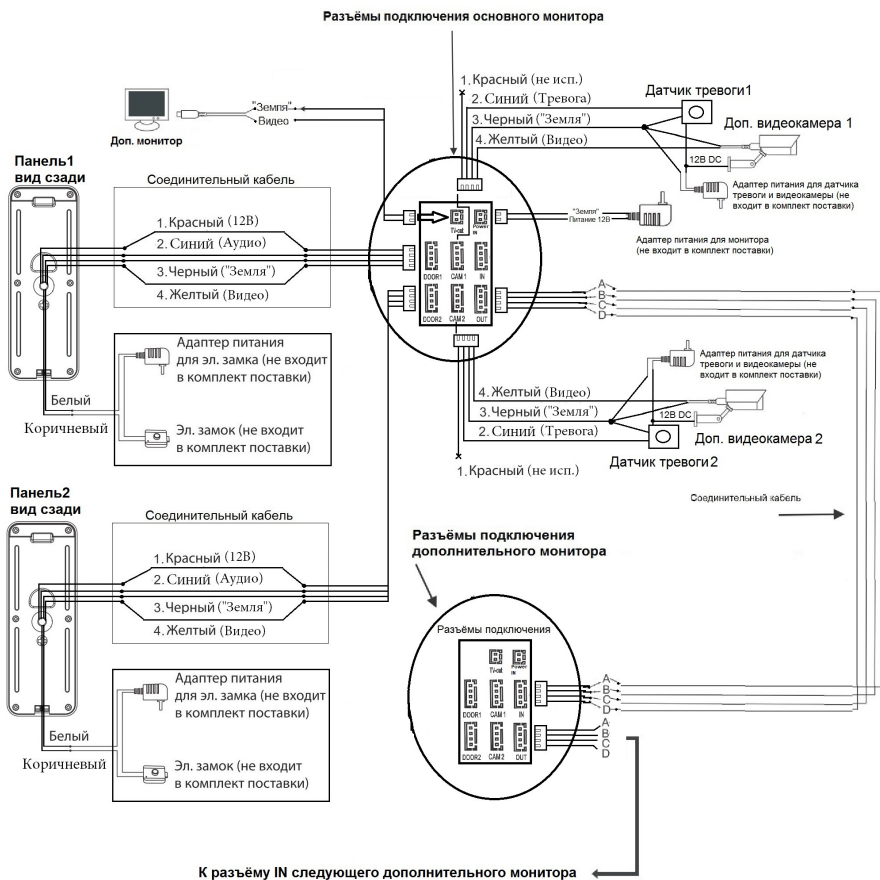 Разъёмы подключения основного монитора
1. Красный (не исп.)
2. Синий (Тревога)
3. Черный ("Земля")
4. Желтый (Видео)
Датчик тревоги1
Доп. видеокамера 1
12В DC
Адаптер питания для датчика
тревоги и видеокамеры (не
входит в комплект поставки)
"Земля"
Видео
Доп. монитор
Панель1
вид сзади
Соединительный кабель
1. Красный (12В)
2. Синий (Аудио)
3. Черный ("Земля")
4. Желтый (Видео)
TV-out
Power
IN
DOOR1
CAM 1
IN
DOOR2
CAM 2
OUT
"Земля"
Питание 12В
Адаптер питания для монитора
(не входит в комплект поставки)
A
B
C
D
Адаптер питания
для эл. замка (не входит
в комплект поставки)
Белый
Коричневый
Эл. замок (не входит
в комплект поставки)
Адаптер питания для датчика
тревоги и видеокамеры (не
входит в комплект поставки)
4. Желтый (Видео)
3. Черный ("Земля")
2. Синий (Тревога)
1. Красный (не исп.)
12В DC
Доп. видеокамера 2
Датчик тревоги2
Соединительный кабель
Панель2
вид сзади
Соединительный кабель
1. Красный (12В)
2. Синий (Аудио)
3. Черный ("Земля")
4. Желтый (Видео)
Разъёмы подключения
дополнительного монитора
Разъёмы подключения
TV-out
Power
IN
DOOR1
CAM 1
IN
DOOR2
CAM 2
OUT
A
B
C
D
A
B
C
D
Адаптер питания
для эл. замка (не входит
в комплект поставки)
Белый
Коричневый
Эл. замок (не входит
в комплект поставки)
К разъёму IN следующего дополнительного монитора